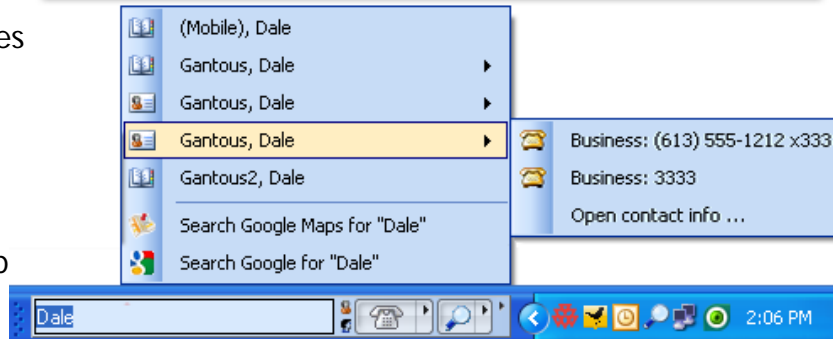 es
(Mobile), Dale
Gantous, Dale
Gantous, Dale
Gantous, Dale
Business: (613) 555-1212 x333
Gantous2, Dale
Business: 3333
Open contact info ...
Search Google Maps for "Dale"
Search Google for "Dale"
Dale
2:06 PM